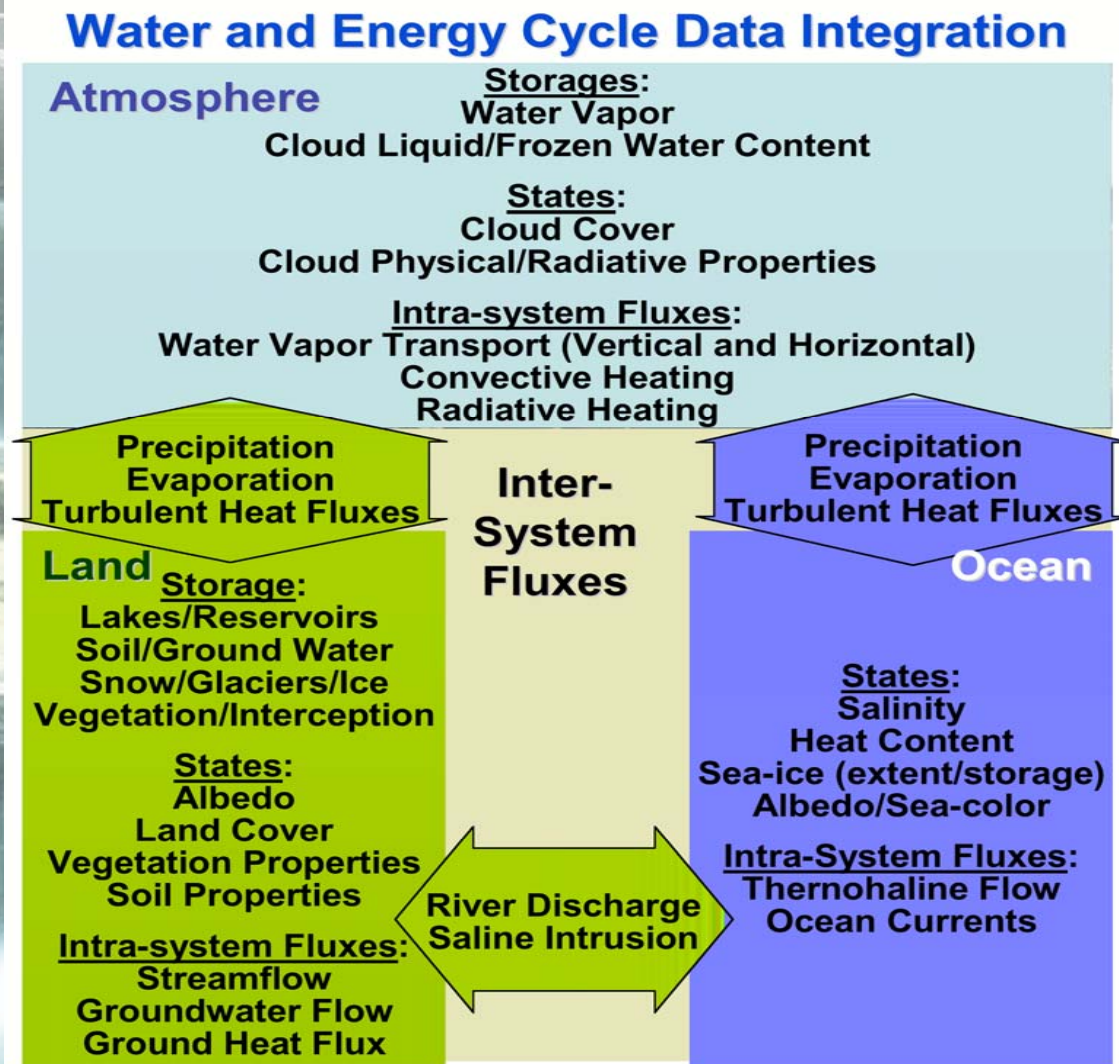 Water and Energy Cycle Data Integration
Atmosphere
Storages:
Water Vapor
Cloud Liquid/Frozen Water Content
States:
Cloud Cover
Cloud Physical/Radiative Properties
Intra-system Fluxes:
Water Vapor Transport (Vertical and Horizontal)
Convective Heating
Radiative Heating
Precipitation
Evaporation
Turbulent Heat Fluxes
Inter-
System
Fluxes
Precipitation
Evaporation
Turbulent Heat Fluxes
Land
Storage:
Lakes/Reservoirs
Soil/Ground Water
Snow/Glaciers/Ice
Vegetation/Interception
States:
Albedo
Land Cover
Vegetation Properties
Soil Properties
Intra-system Fluxes:
Streamflow
Groundwater Flow
Ground Heat Flux
River Discharge
Saline Intrusion
Ocean
States:
Salinity
Heat Content
Sea-ice (extent/storage)
Albedo/Sea-color
Intra-System Fluxes:
Thernohaline Flow
Ocean Currents